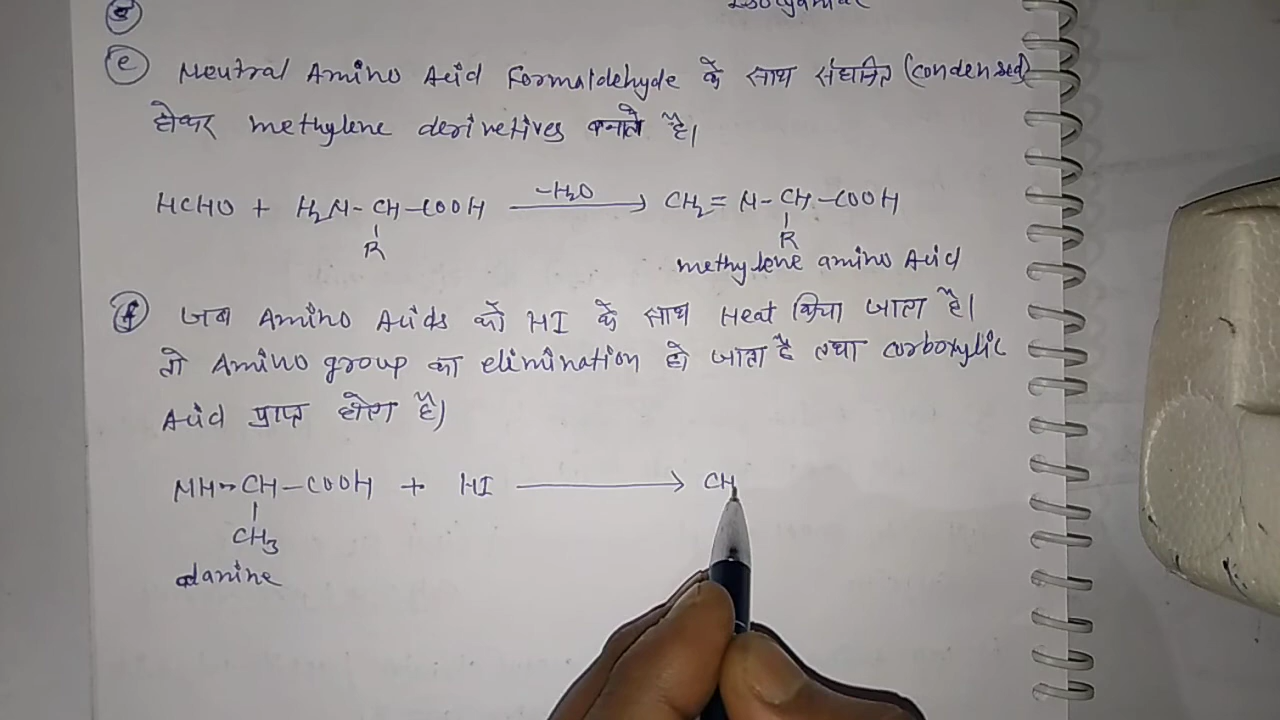 (e) Neutral Amino Acid Formaldehyde के साथ संघनित (condensed)
होकर methylene derivetives बनाते है।
HCHO + H₂N-CH-COOH -H₂O → CH₂=N-CH-COOH
R R
methylene amino Acid
(f) जब Amino Acids को HI के साथ Heat किया जाता है।
तो Amino group का elimination हो जाता है तथा carboxylic
Acid प्राप्त होता है।
NH₂-CH-COOH + HI → CH
CH₃
alanine